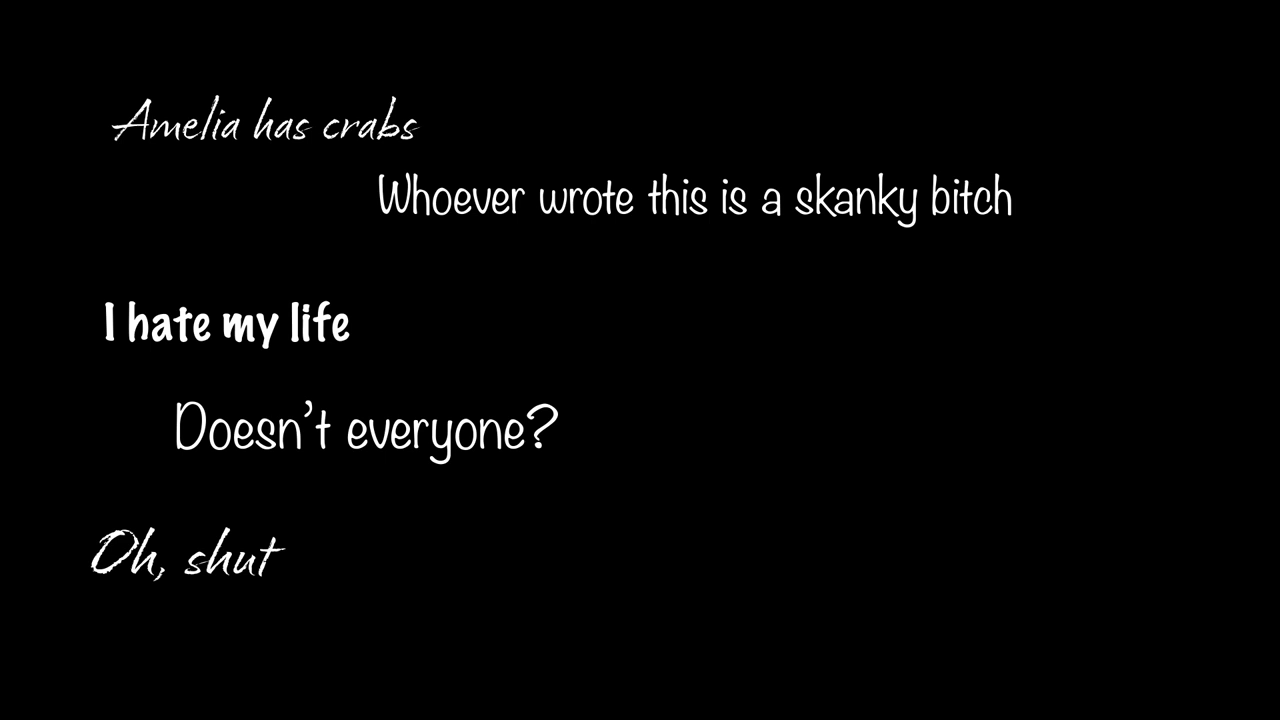 Amelia has crabs
Whoever wrote this is a skanky bitch
I hate my life
Doesn’t everyone?
Oh, shut